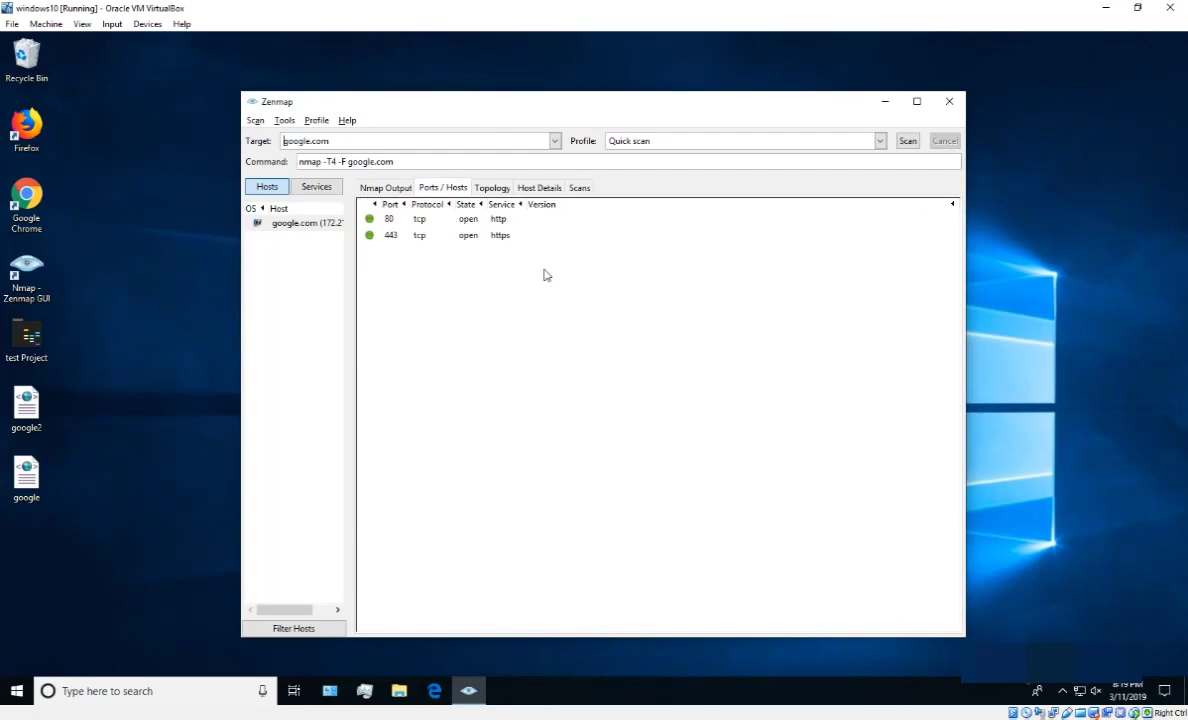 windows10 [Running] - Oracle VM VirtualBox
File Machine View Input Devices Help
Recycle Bin
Firefox
Google
Chrome
Nmap -
Zenmap GUI
test Project
google2
google
Zenmap
Scan Tools Profile Help
Target: google.com Profile: Quick scan Scan Cancel
Command: nmap -T4 -F google.com
Hosts Services Nmap Output Ports / Hosts Topology Host Details Scans
OS Host Port Protocol State Service Version
google.com (172.2
80 tcp open http
443 tcp open https
Filter Hosts
Type here to search
3/11/2019
Right Ctrl